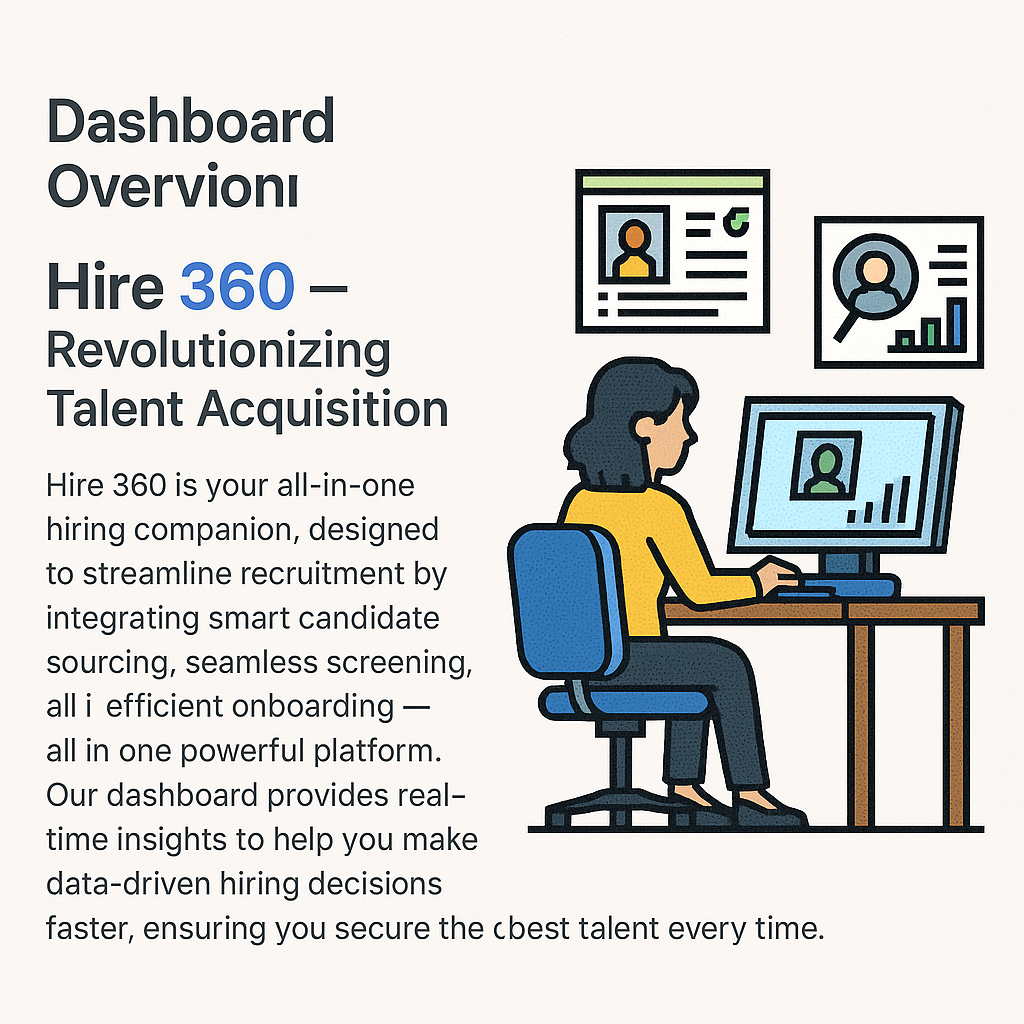 Dashboard
Overvionı
Hire 360 –
Revolutionizing
Talent Acquisition
Hire 360 is your all-in-one
hiring companion, designed
to streamline recruitment by
integrating smart candidate
sourcing, seamless screening,
all i efficient onboarding —
all in one powerful platform.
Our dashboard provides real-
time insights to help you make
data-driven hiring decisions
faster, ensuring you secure the best talent every time.